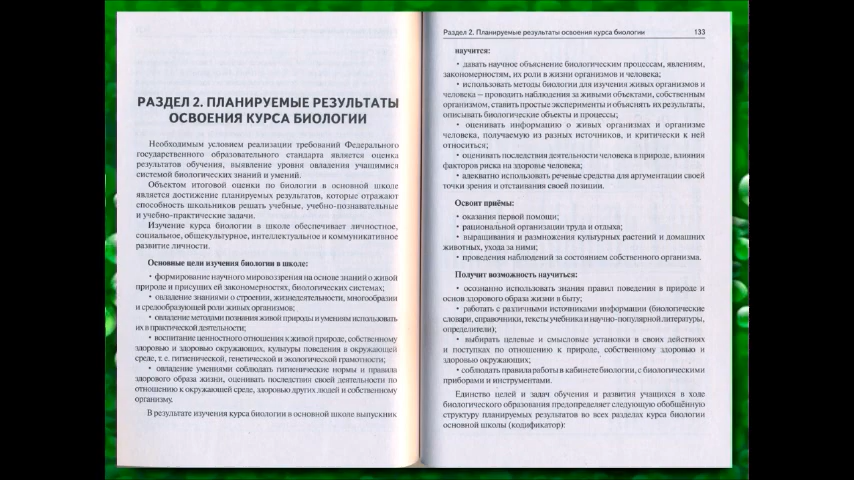 РАЗДЕЛ 2. ПЛАНИРУЕМЫЕ РЕЗУЛЬТАТЫ
ОСВОЕНИЯ КУРСА БИОЛОГИИ
Необходимым условием реализации требований Федерального
государственного образовательного стандарта является оценка
результатов обучения, выявление уровня овладения учащимися
системой биологических знаний и умений.
Объектом итоговой оценки по биологии в основной школе
является достижение планируемых результатов, которые отражают
способность школьников решать учебные, учебно-познавательные
и учебно-практические задачи.
Изучение курса биологии в школе обеспечивает личностное,
социальное, общекультурное, интеллектуальное и коммуникативное
развитие личности.
Основные цели изучения биологии в школе:
• формирование научного мировоззрения на основе знаний о живой
природе и присущих ей закономерностях, биологических системах;
• овладение знаниями о строении, жизнедеятельности, многообразии
и средообразующей роли живых организмов;
• овладение методами познания живой природы и умениями использовать
их в практической деятельности;
• воспитание ценностного отношения к живой природе, собственному
здоровью и здоровью окружающих, культуры поведения в окружающей
среде, т. е. гигиенической, генетической и экологической грамотности;
• овладение умениями соблюдать гигиенические нормы и правила
здорового образа жизни, оценивать последствия своей деятельности по
отношению к окружающей среде, здоровью других людей и собственному
организму.
В результате изучения курса биологии в основной школе выпускник
Раздел 2. Планируемые результаты освоения курса биологии 133
научится:
• давать научное объяснение биологическим процессам, явлениям,
закономерностям, их роли в жизни организмов и человека;
• использовать методы биологии для изучения живых организмов и
человека – проводить наблюдения за живыми объектами, собственным
организмом, ставить простые эксперименты и объяснять их результаты,
описывать биологические объекты и процессы;
• оценивать информацию о живых организмах и организме
человека, получаемую из разных источников, и критически к ней
относиться;
• оценивать последствия деятельности человека в природе, влияния
факторов риска на здоровье человека;
• адекватно использовать речевые средства для аргументации своей
точки зрения и отстаивания своей позиции.
Освоит приёмы:
• оказания первой помощи;
• рациональной организации труда и отдыха;
• выращивания и размножения культурных растений и домашних
животных, ухода за ними;
• проведения наблюдений за состоянием собственного организма.
Получит возможность научиться:
• осознанно использовать знания правил поведения в природе и
основ здорового образа жизни в быту;
• работать с различными источниками информации (биологические
словари, справочники, тексты учебника и научно-популярной литературы,
определители);
• выбирать целевые и смысловые установки в своих действиях
и поступках по отношению к природе, собственному здоровью и
здоровью окружающих;
• соблюдать правила работы в кабинете биологии, с биологическими
приборами и инструментами.
Единство целей и задач обучения и развития учащихся в ходе
биологического образования предопределяет следующую обобщённую
структуру планируемых результатов во всех разделах курса биологии
основной школы (кодификатор):